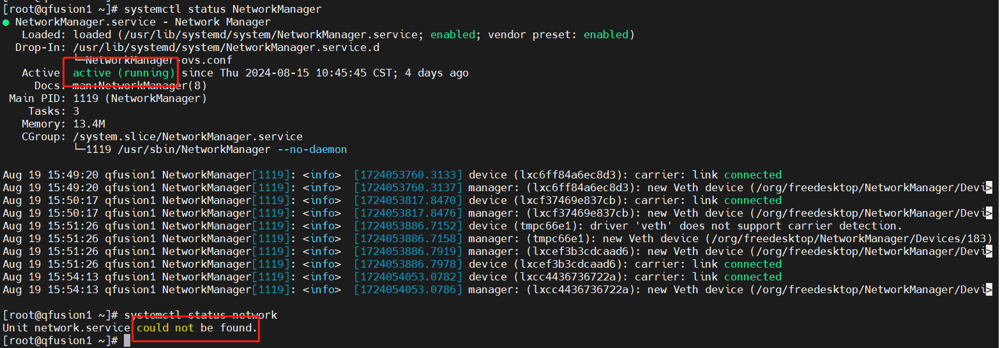 [root@qfusion1 ~]# systemctl status NetworkManager
● NetworkManager.service - Network Manager
   Loaded: loaded (/usr/lib/systemd/system/NetworkManager.service; enabled; vendor preset: enabled)
  Drop-In: /usr/lib/systemd/system/NetworkManager.service.d
           └─NetworkManager-ovs.conf
   Active: active (running) since Thu 2024-08-15 10:45:45 CST; 4 days ago
     Docs: man:NetworkManager(8)
 Main PID: 1119 (NetworkManager)
    Tasks: 3
   Memory: 13.4M
   CGroup: /system.slice/NetworkManager.service
           └─1119 /usr/sbin/NetworkManager --no-daemon

Aug 19 15:49:20 qfusion1 NetworkManager[1119]: <info>  [1724053760.3133] device (lxc6ff84a6ec8d3): carrier: link connected
Aug 19 15:49:20 qfusion1 NetworkManager[1119]: <info>  [1724053760.3137] manager: (lxc6ff84a6ec8d3): new Veth device (/org/freedesktop/NetworkManager/Devi>
Aug 19 15:50:17 qfusion1 NetworkManager[1119]: <info>  [1724053817.8470] device (lxcf37469e837cb): carrier: link connected
Aug 19 15:50:17 qfusion1 NetworkManager[1119]: <info>  [1724053817.8476] manager: (lxcf37469e837cb): new Veth device (/org/freedesktop/NetworkManager/Devi>
Aug 19 15:51:26 qfusion1 NetworkManager[1119]: <info>  [1724053886.7152] device (tmpc66e1): driver 'veth' does not support carrier detection.
Aug 19 15:51:26 qfusion1 NetworkManager[1119]: <info>  [1724053886.7158] manager: (tmpc66e1): new Veth device (/org/freedesktop/NetworkManager/Devices/183)
Aug 19 15:51:26 qfusion1 NetworkManager[1119]: <info>  [1724053886.7919] manager: (lxcef3b3cdcaad6): new Veth device (/org/freedesktop/NetworkManager/Devi>
Aug 19 15:51:26 qfusion1 NetworkManager[1119]: <info>  [1724053886.7978] device (lxcef3b3cdcaad6): carrier: link connected
Aug 19 15:54:13 qfusion1 NetworkManager[1119]: <info>  [1724054053.0782] device (lxcc4436736722a): carrier: link connected
Aug 19 15:54:13 qfusion1 NetworkManager[1119]: <info>  [1724054053.0786] manager: (lxcc4436736722a): new Veth device (/org/freedesktop/NetworkManager/Devi>

[root@qfusion1 ~]# systemctl status network
Unit network.service could not be found.
[root@qfusion1 ~]#